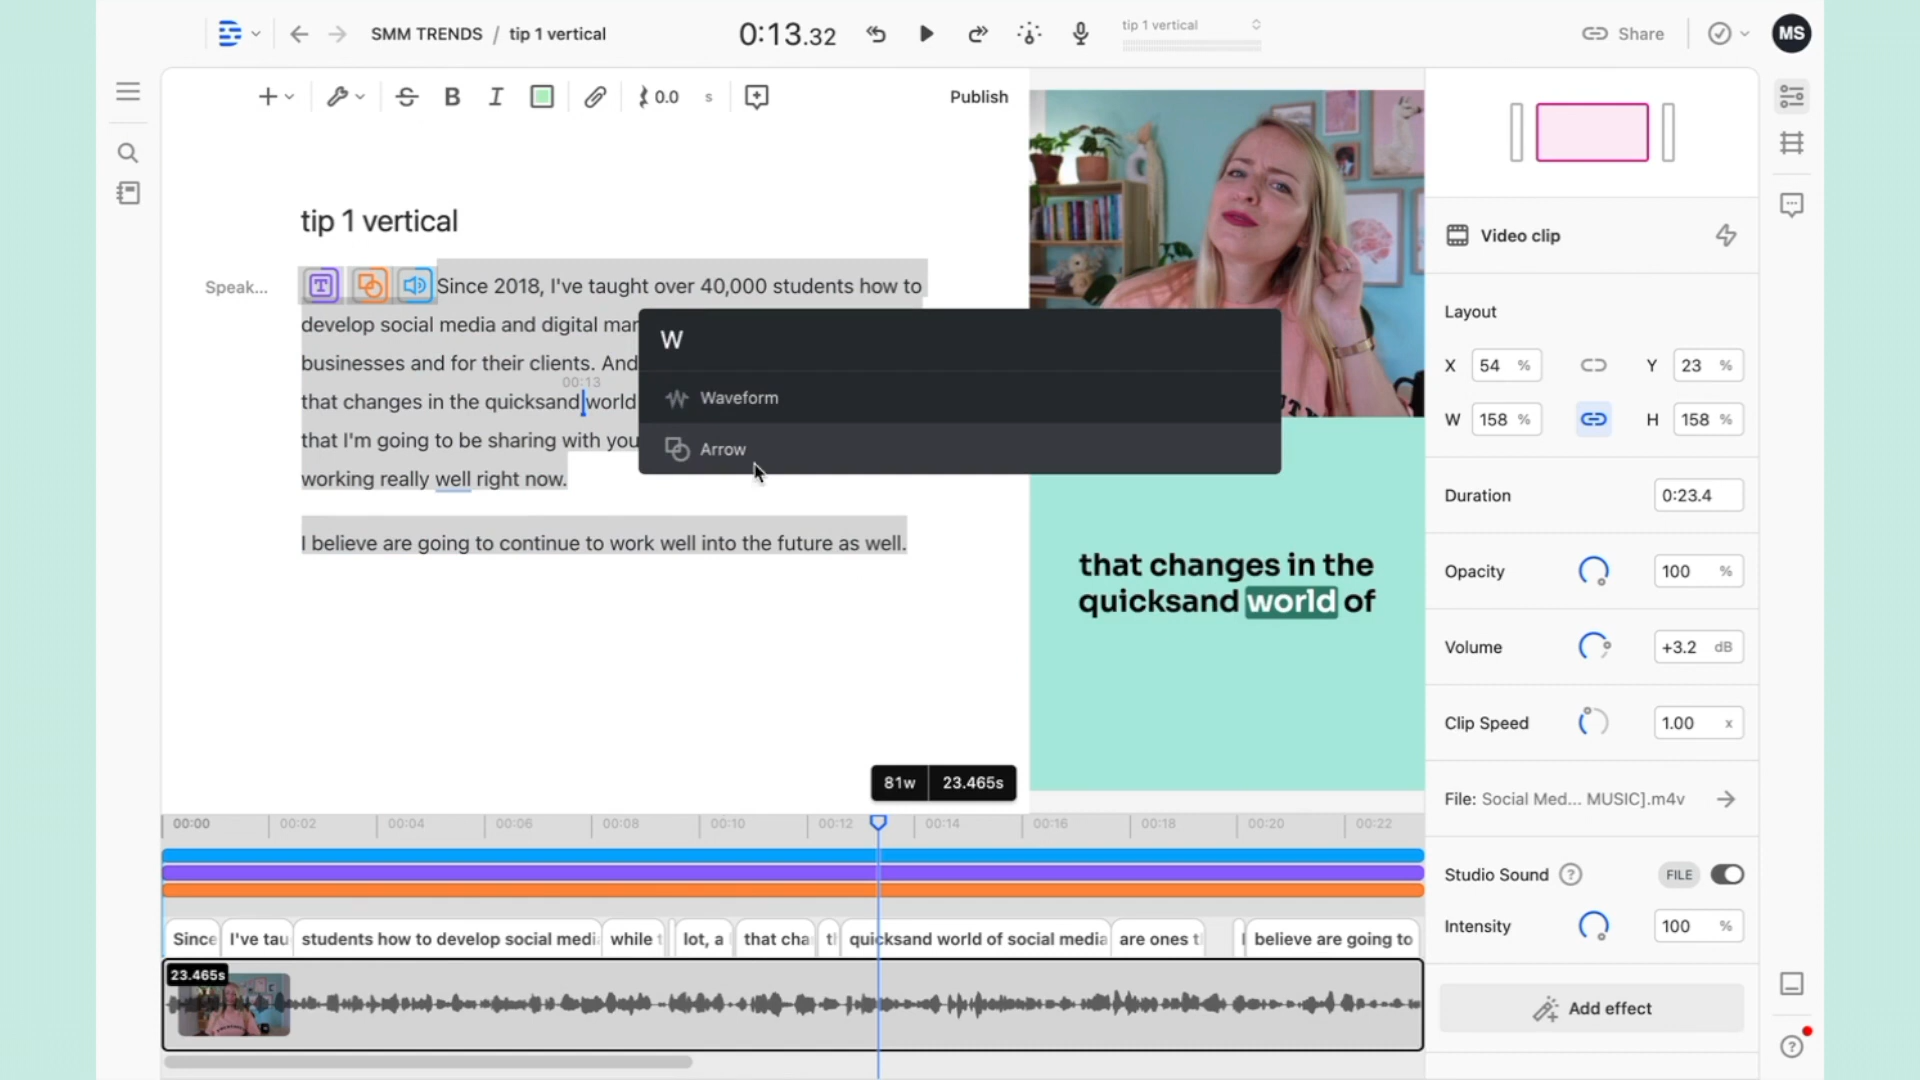 SMM TRENDS / tip 1 vertical
0:13.32
tip 1 vertical
Share
MS
B I
0.0 s
Publish
tip 1 vertical
Speak...
T
Since 2018, I've taught over 40,000 students how to
develop social media and digital mar
businesses and for their clients. And
00:13
that changes in the quicksand world
that I'm going to be sharing with you
working really well right now.
I believe are going to continue to work well into the future as well.
W
Waveform
Arrow
that changes in the
quicksand world of
81w 23.465s
Video clip
Layout
X 54 % Y 23 %
W 158 % H 158 %
Duration 0:23.4
Opacity 100 %
Volume +3.2 dB
Clip Speed 1.00 x
File: Social Med... MUSIC].m4v
Studio Sound ? FILE
Intensity 100 %
Add effect
?
00:00 00:02 00:04 00:06 00:08 00:10 00:12 00:14 00:16 00:18 00:20 00:22
Since I've tau students how to develop social medi while t lot, a that cha th quicksand world of social media are ones t I believe are going to
23.465s